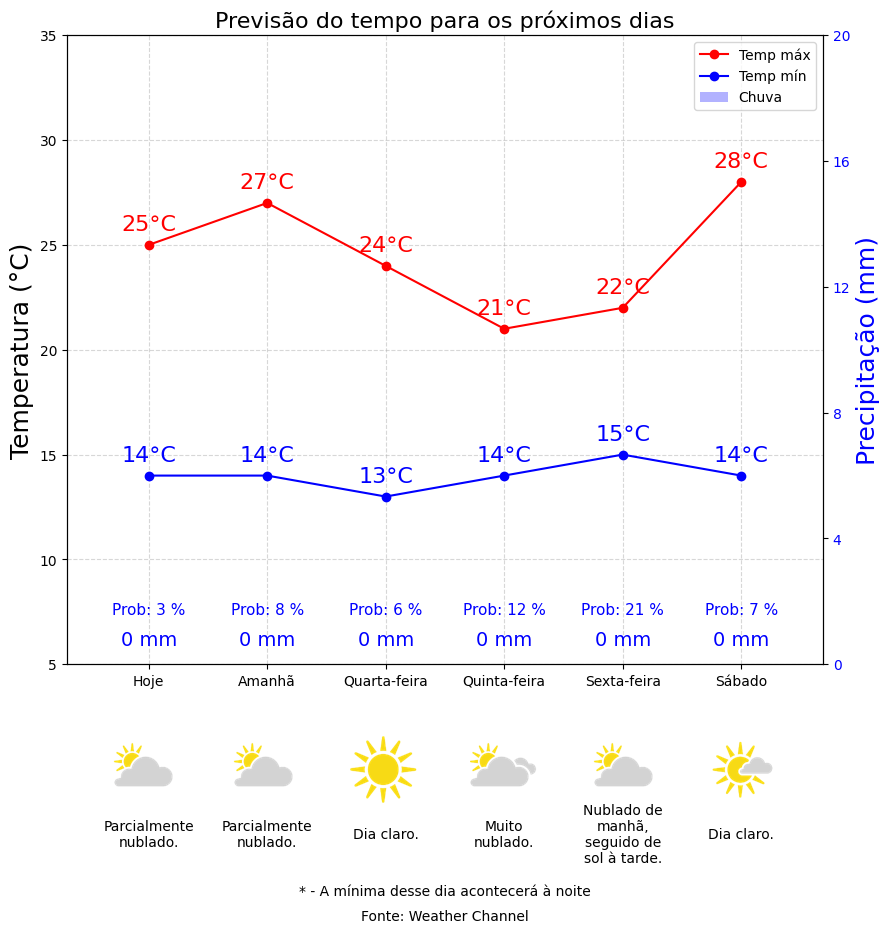 Previsão do tempo para os próximos dias
Temp máx
Temp mín
Chuva
Temperatura (°C)
Precipitação (mm)
35
30
25
20
15
10
5
20
16
12
8
4
0
25°C
27°C
24°C
21°C
22°C
28°C
14°C
14°C
13°C
14°C
15°C
14°C
Prob: 3 %
Prob: 8 %
Prob: 6 %
Prob: 12 %
Prob: 21 %
Prob: 7 %
0 mm
0 mm
0 mm
0 mm
0 mm
0 mm
Hoje
Amanhã
Quarta-feira
Quinta-feira
Sexta-feira
Sábado
Parcialmente
nublado.
Parcialmente
nublado.
Dia claro.
Muito
nublado.
Nublado de
manhã,
seguido de
sol à tarde.
Dia claro.
* - A mínima desse dia acontecerá à noite
Fonte: Weather Channel